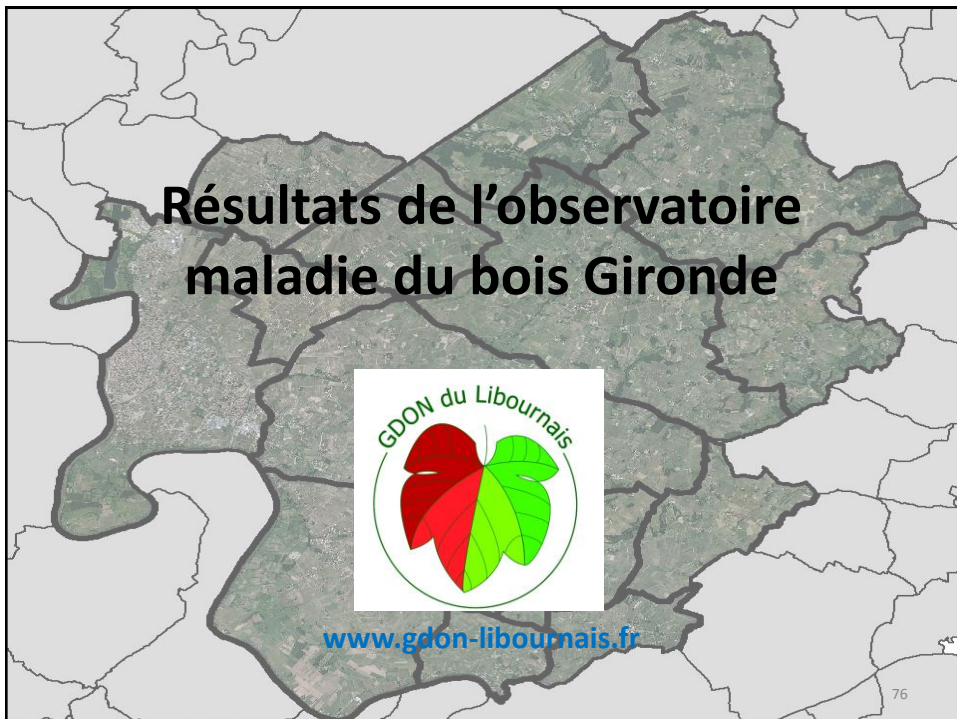 Résultats de l’observatoire
maladie du bois Gironde
GDON du Libournais
www.gdon-libournais.fr
76